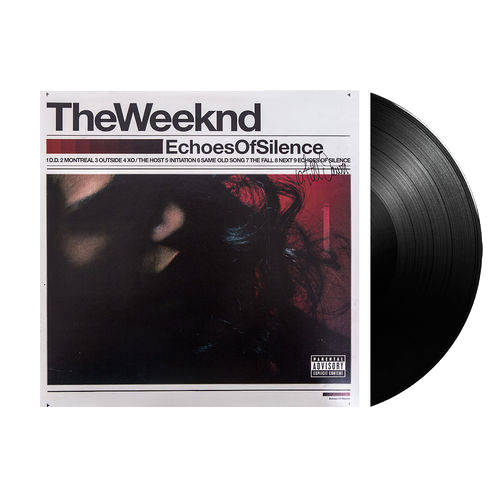 TheWeeknd
EchoesOfSilence
1 D.D. 2 MONTREAL 3 OUTSIDE 4 XO / THE HOST 5 INITIATION 6 SAME OLD SONG 7 THE FALL 8 NEXT 9 ECHOES OF SILENCE
PARENTAL
ADVISORY
EXPLICIT CONTENT
EchoesOfSilence